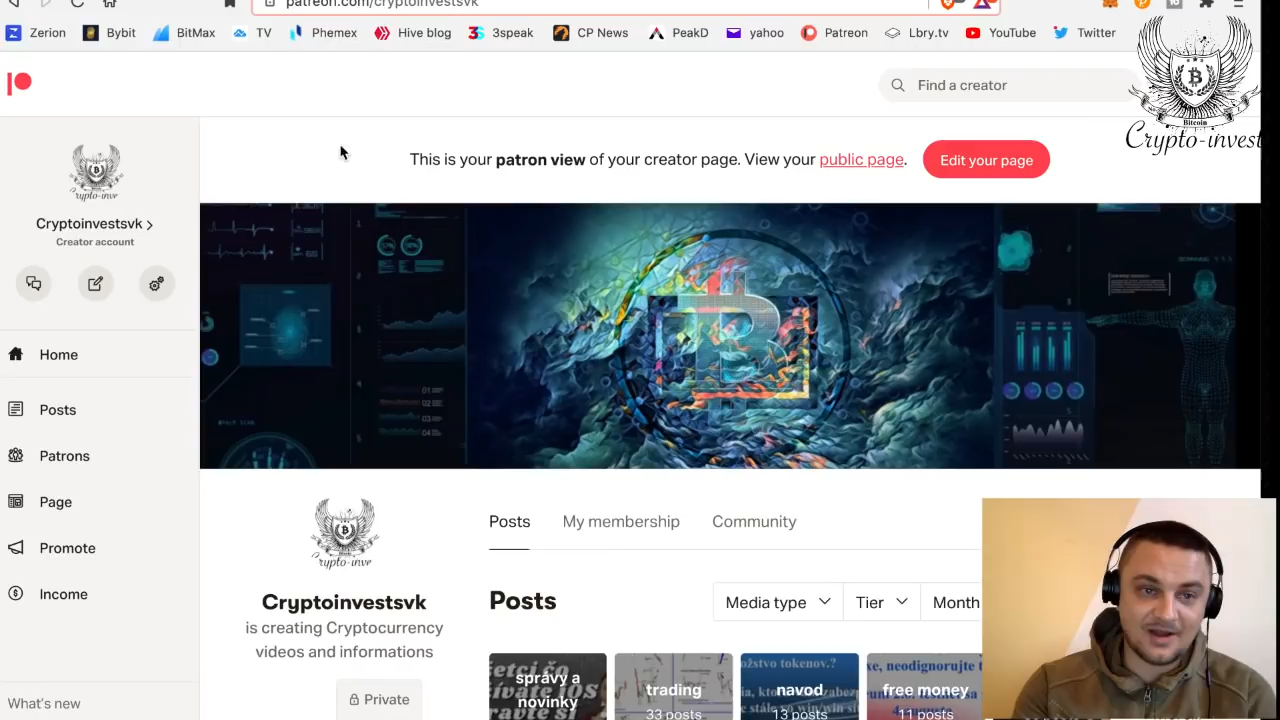 patreon.com/cryptoinvestsvk
Zerion Bybit BitMax TV Phemex Hive blog 3speak CP News PeakD yahoo Patreon Lbry.tv YouTube Twitter
Find a creator
Bitcoin
Crypto-invest
This is your patron view of your creator page. View your public page.
Edit your page
Cryptoinvestsvk
Creator account
Home
Posts
Patrons
Page
Promote
Income
What's new
Crypto-inve
Cryptoinvestsvk
is creating Cryptocurrency
videos and informations
Private
Posts My membership Community
Posts
Media type Tier Month
správy a
novinky
trading
33 posts
navod
13 posts
free money
11 posts